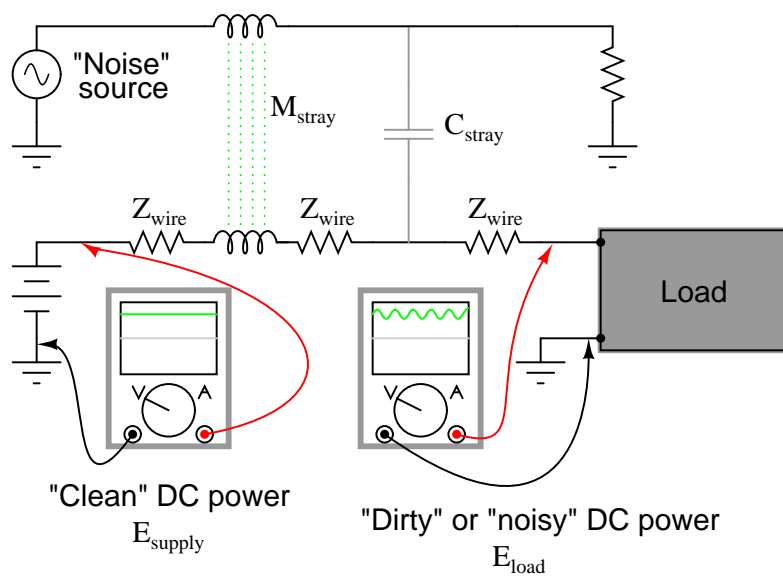 "Noise"
source
M_stray
C_stray
Z_wire
Z_wire
Z_wire
Load
V A
V A
"Clean" DC power
E_supply
"Dirty" or "noisy" DC power
E_load